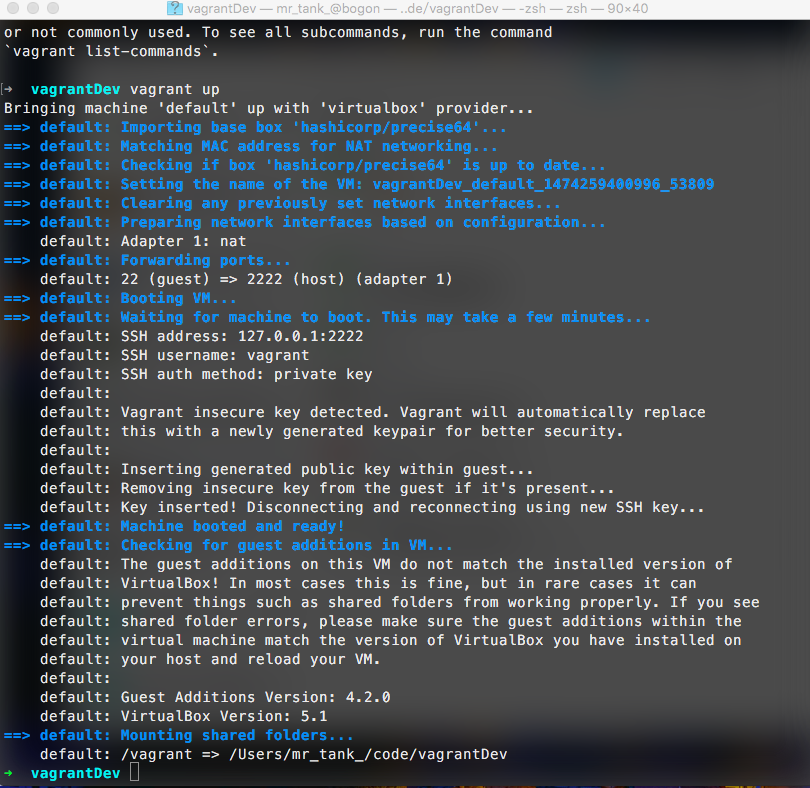 vagrantDev — mr_tank_@bogon — ..de/vagrantDev — -zsh — zsh — 90×40
or not commonly used. To see all subcommands, run the command
`vagrant list-commands`.
[→ vagrantDev vagrant up
Bringing machine 'default' up with 'virtualbox' provider...
==> default: Importing base box 'hashicorp/precise64'...
==> default: Matching MAC address for NAT networking...
==> default: Checking if box 'hashicorp/precise64' is up to date...
==> default: Setting the name of the VM: vagrantDev_default_1474259400996_53809
==> default: Clearing any previously set network interfaces...
==> default: Preparing network interfaces based on configuration...
default: Adapter 1: nat
==> default: Forwarding ports...
default: 22 (guest) => 2222 (host) (adapter 1)
==> default: Booting VM...
==> default: Waiting for machine to boot. This may take a few minutes...
default: SSH address: 127.0.0.1:2222
default: SSH username: vagrant
default: SSH auth method: private key
default:
default: Vagrant insecure key detected. Vagrant will automatically replace
default: this with a newly generated keypair for better security.
default:
default: Inserting generated public key within guest...
default: Removing insecure key from the guest if it's present...
default: Key inserted! Disconnecting and reconnecting using new SSH key...
==> default: Machine booted and ready!
==> default: Checking for guest additions in VM...
default: The guest additions on this VM do not match the installed version of
default: VirtualBox! In most cases this is fine, but in rare cases it can
default: prevent things such as shared folders from working properly. If you see
default: shared folder errors, please make sure the guest additions within the
default: virtual machine match the version of VirtualBox you have installed on
default: your host and reload your VM.
default:
default: Guest Additions Version: 4.2.0
default: VirtualBox Version: 5.1
==> default: Mounting shared folders...
default: /vagrant => /Users/mr_tank_/code/vagrantDev
→ vagrantDev